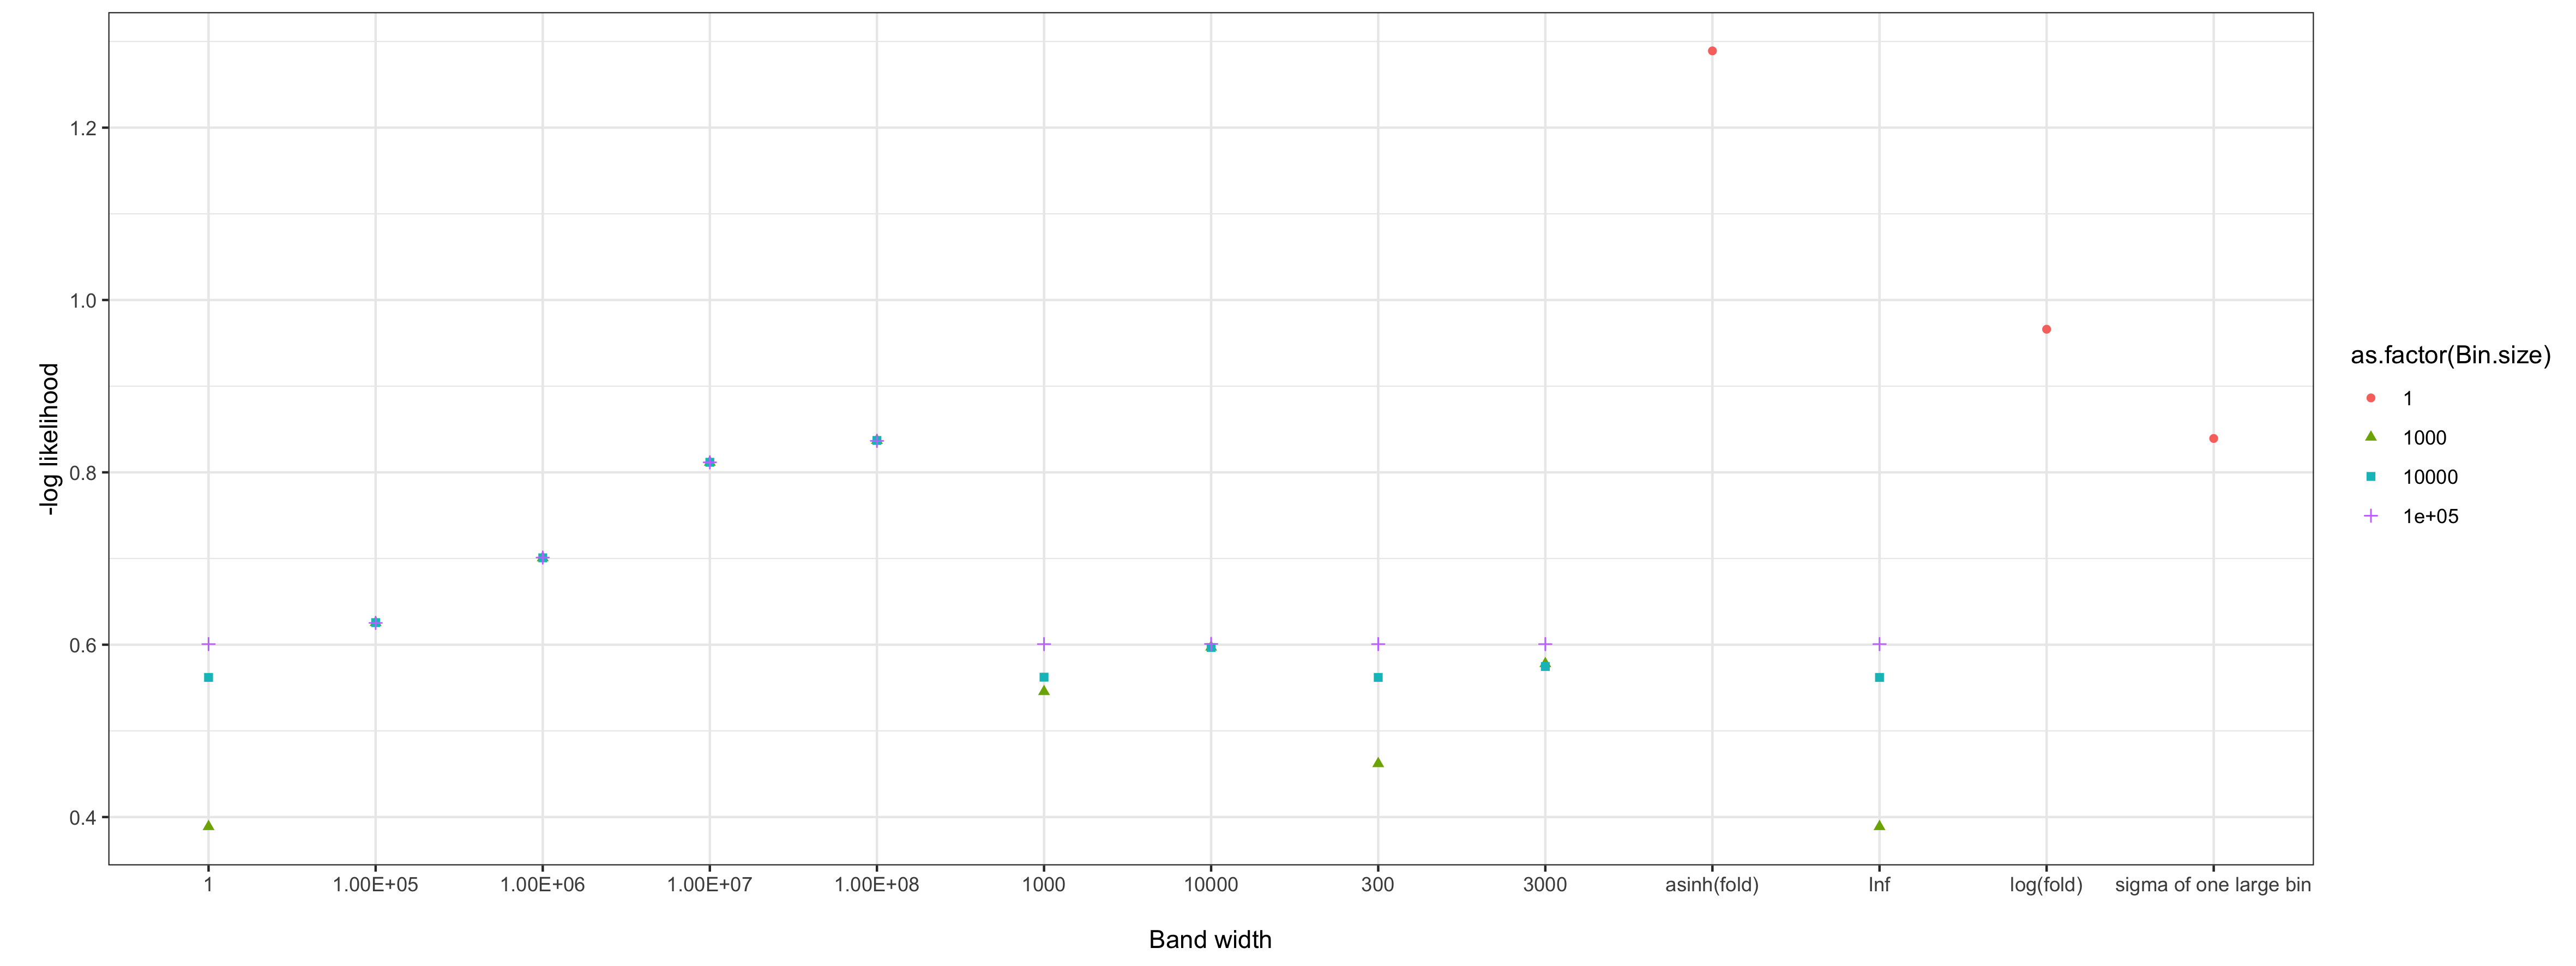 1.2
1.0
0.8
0.6
0.4
-log likelihood
1 1.00E+05 1.00E+06 1.00E+07 1.00E+08 1000 10000 300 3000 asinh(fold) Inf log(fold) sigma of one large bin
Band width
as.factor(Bin.size)
1
1000
10000
1e+05